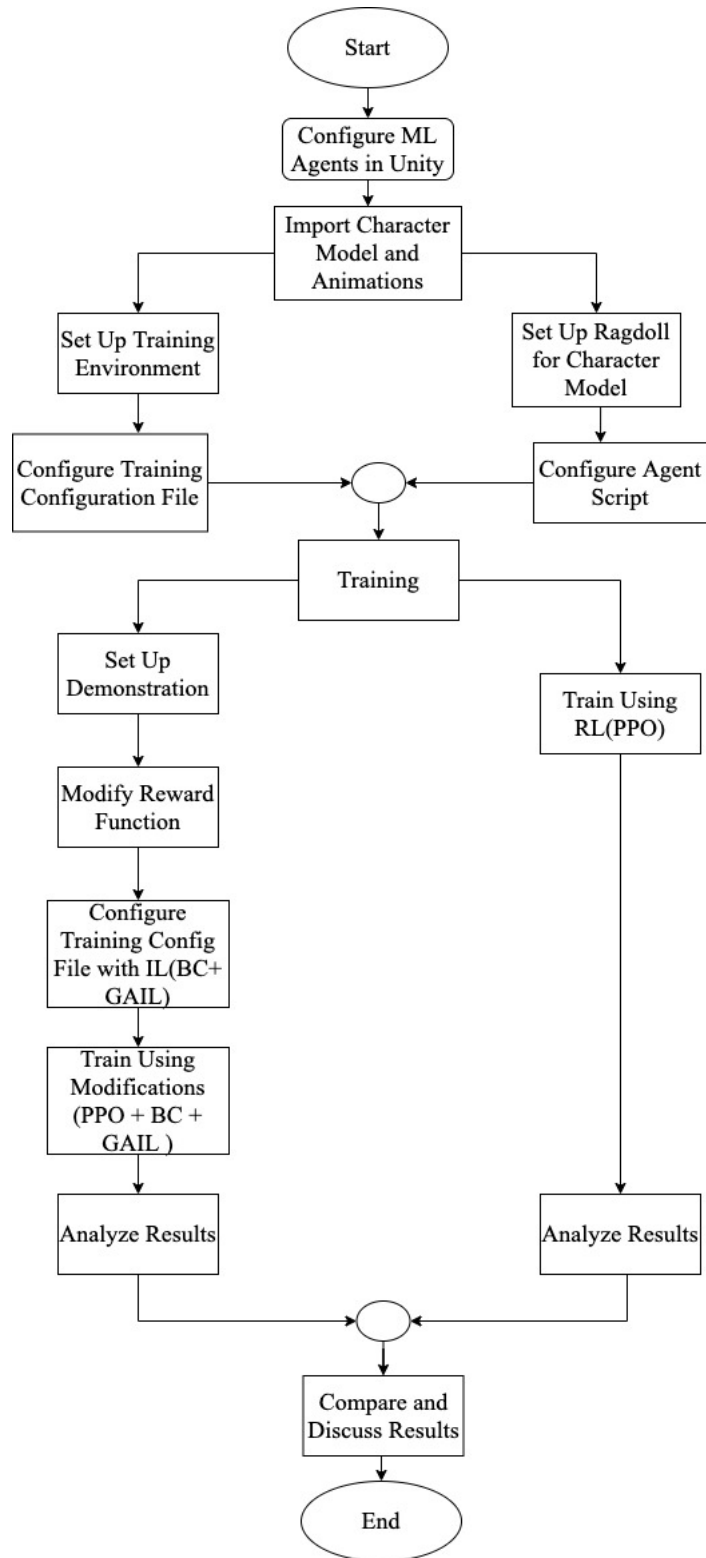 Start
Configure ML
Agents in Unity
Import Character
Model and
Animations
Set Up Training
Environment
Set Up Ragdoll
for Character
Model
Configure Training
Configuration File
Configure Agent
Script
Training
Set Up
Demonstration
Train Using
RL(PPO)
Modify Reward
Function
Configure
Training Config
File with IL(BC+
GAIL)
Train Using
Modifications
(PPO + BC +
GAIL )
Analyze Results
Analyze Results
Compare and
Discuss Results
End